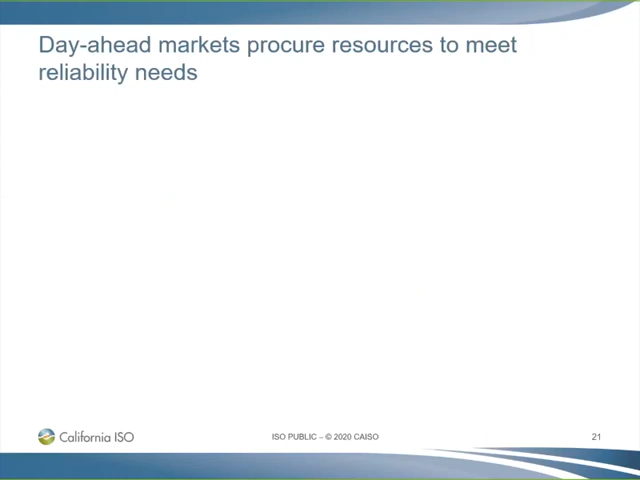 Day-ahead markets procure resources to meet
reliability needs
California ISO
ISO PUBLIC – © 2020 CAISO
21